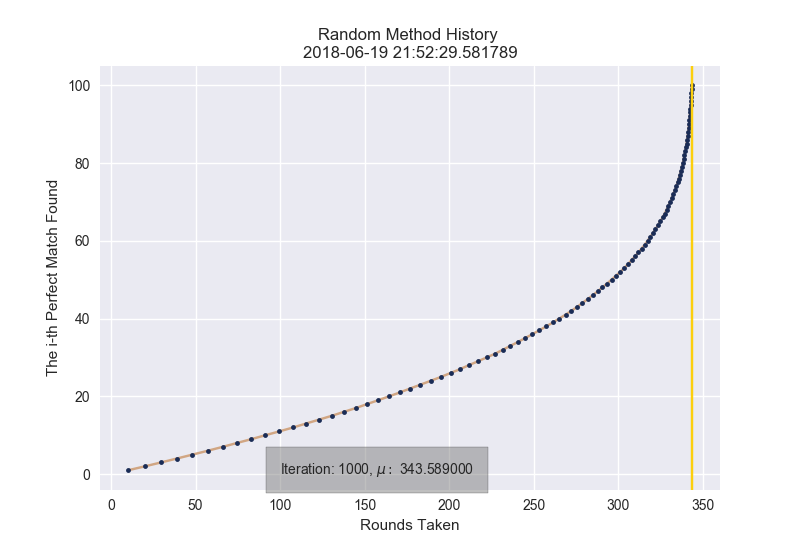 Random Method History
2018-06-19 21:52:29.581789
The i-th Perfect Match Found
100
80
60
40
20
0
Iteration: 1000, μ: 343.589000
0 50 100 150 200 250 300 350
Rounds Taken